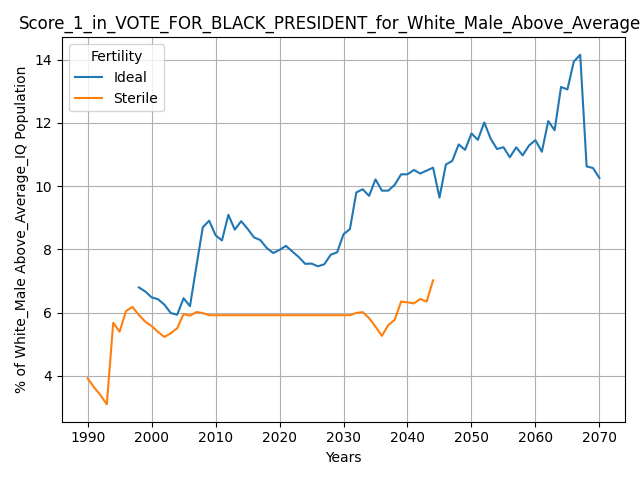 Score_1_in_VOTE_FOR_BLACK_PRESIDENT_for_White_Male_Above_Average
Fertility
Ideal
Sterile
% of White_Male Above_Average_IQ Population
14
12
10
8
6
4
1990 2000 2010 2020 2030 2040 2050 2060 2070
Years